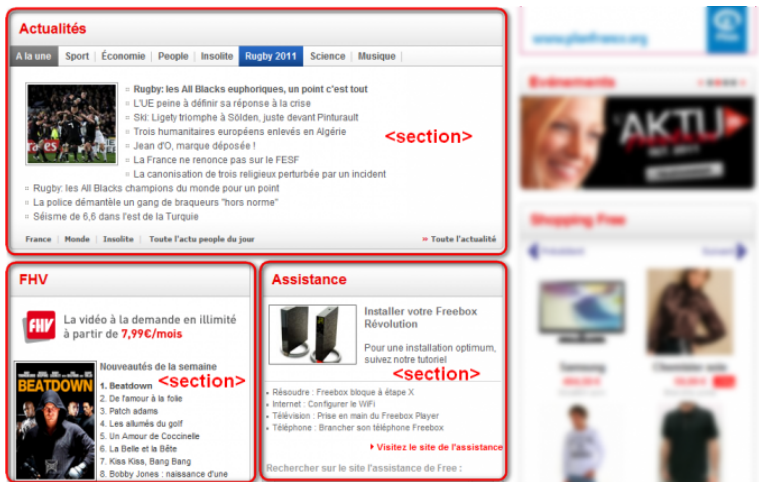 Actualités
A la une | Sport | Économie | People | Insolite | Rugby 2011 | Science | Musique |
Rugby: les All Blacks euphoriques, un point c'est tout
L'UE peine à définir sa réponse à la crise
Ski: Ligety triomphe à Sölden, juste devant Pinturault
Trois humanitaires européens enlevés en Algérie
<section>
Jean d'O, marque déposée !
La France ne renonce pas sur le FESF
La canonisation de trois religieux perturbée par un incident
Rugby: les All Blacks champions du monde pour un point
La police démantèle un gang de braqueurs "hors norme"
Séisme de 6,6 dans l'est de la Turquie
France | Monde | Insolite | Toute l'actu people du jour
» Toute l'actualité
FHV
FHV
La vidéo à la demande en illimité
à partir de 7,99€/mois
BEATDOWN
Nouveautés de la semaine
<section>
1. Beatdown
2. De l'amour à la folie
3. Patch adams
4. Les allumés du golf
5. Un Amour de Coccinelle
6. La Belle et la Bête
7. Kiss Kiss, Bang Bang
8. Bobby Jones : naissance d'une
Assistance
Installer votre Freebox
Révolution
Pour une installation optimum,
suivez notre tutoriel
<section>
Résoudre : Freebox bloque à étape X
Internet : Configurer le WiFi
Télévision : Prise en main du Freebox Player
Téléphone : Brancher son téléphone Freebox
Visitez le site de l'assistance
Rechercher sur le site l'assistance de Free :
Evénements
AKTU
Shopping Free
Samsung